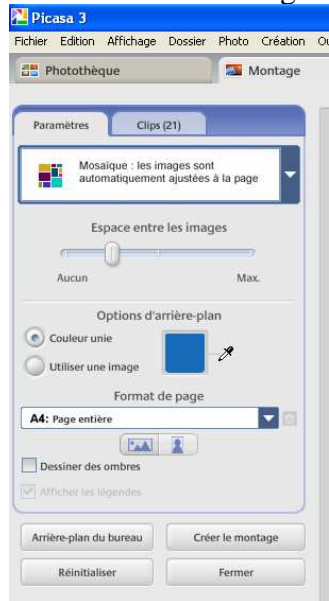 Picasa 3
Fichier Edition Affichage Dossier Photo Création
Photothèque Montage
Paramètres Clips (21)
Mosaïque : les images sont
automatiquement ajustées à la page
Espace entre les images
Aucun Max.
Options d'arrière-plan
Couleur unie
Utiliser une image
Format de page
A4: Page entière
Dessiner des ombres
Afficher les légendes
Arrière-plan du bureau Créer le montage
Réinitialiser Fermer